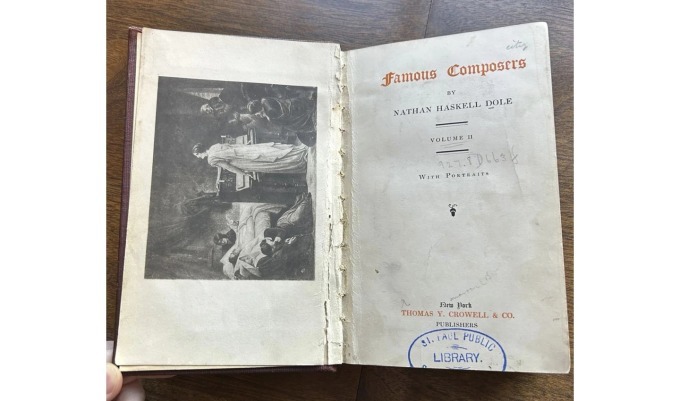 Famous Composers
BY
NATHAN HASKELL DOLE
VOLUME II
WITH PORTRAITS
New York
THOMAS Y. CROWELL & CO.
PUBLISHERS
ST. PAUL PUBLIC
LIBRARY.